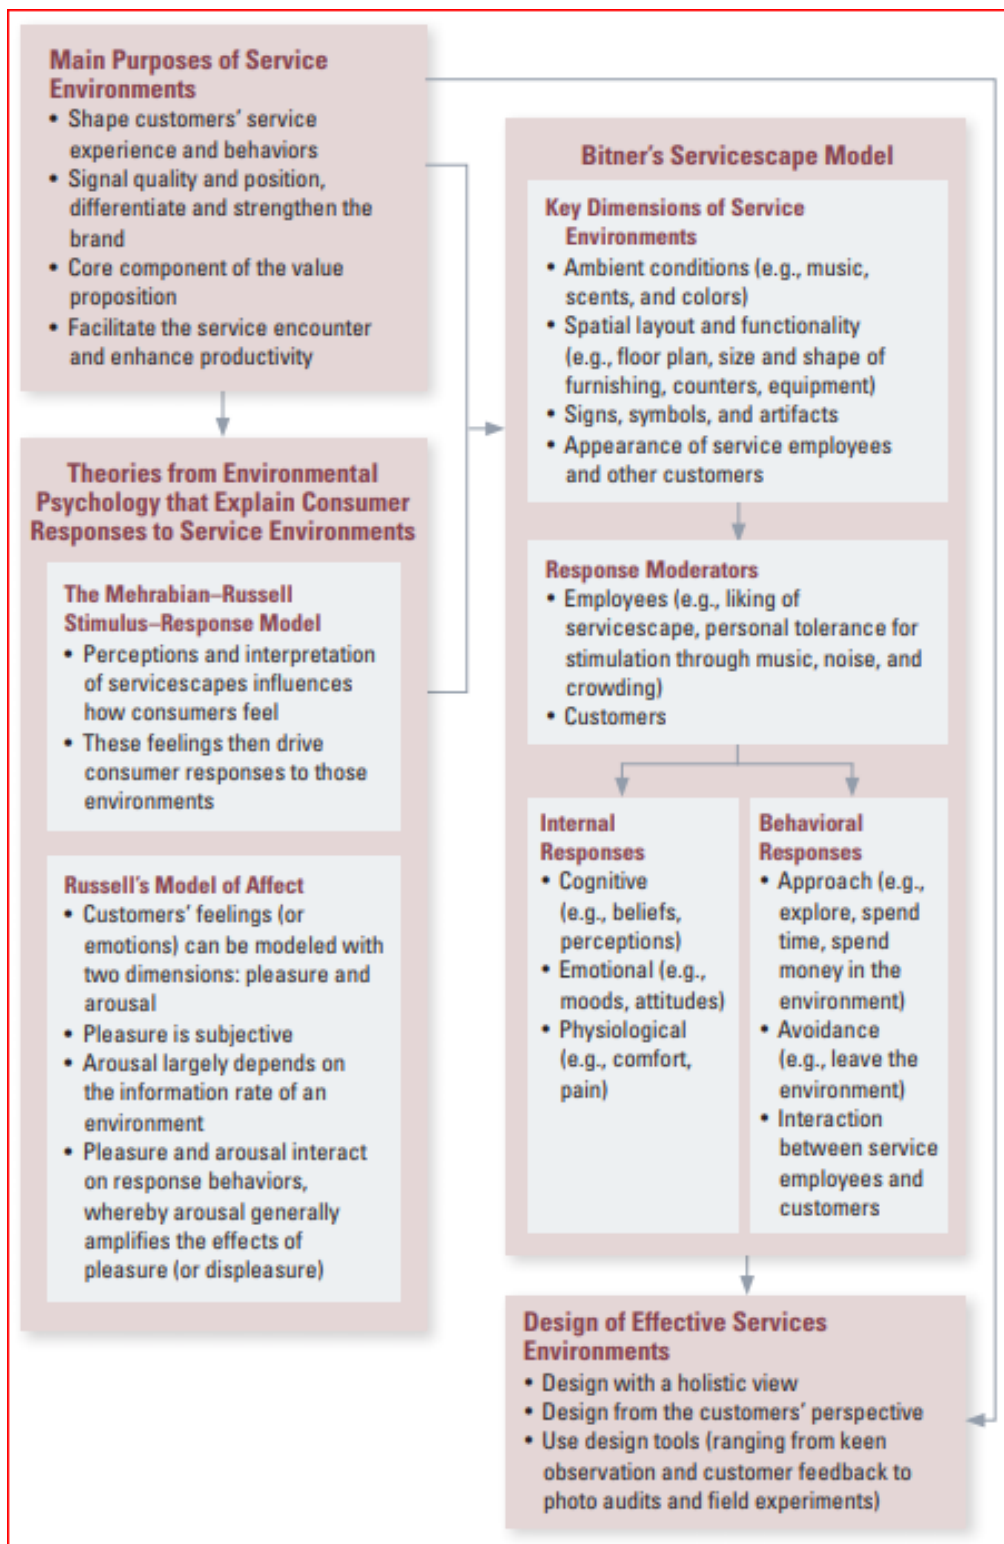 Main Purposes of Service
Environments
• Shape customers’ service
experience and behaviors
• Signal quality and position,
differentiate and strengthen the
brand
• Core component of the value
proposition
• Facilitate the service encounter
and enhance productivity
Theories from Environmental
Psychology that Explain Consumer
Responses to Service Environments
The Mehrabian–Russell
Stimulus–Response Model
• Perceptions and interpretation
of servicescapes influences
how consumers feel
• These feelings then drive
consumer responses to those
environments
Russell’s Model of Affect
• Customers’ feelings (or
emotions) can be modeled with
two dimensions: pleasure and
arousal
• Pleasure is subjective
• Arousal largely depends on
the information rate of an
environment
• Pleasure and arousal interact
on response behaviors,
whereby arousal generally
amplifies the effects of
pleasure (or displeasure)
Bitner’s Servicescape Model
Key Dimensions of Service
Environments
• Ambient conditions (e.g., music,
scents, and colors)
• Spatial layout and functionality
(e.g., floor plan, size and shape of
furnishing, counters, equipment)
• Signs, symbols, and artifacts
• Appearance of service employees
and other customers
Response Moderators
• Employees (e.g., liking of
servicescape, personal tolerance for
stimulation through music, noise, and
crowding)
• Customers
Internal
Responses
• Cognitive
(e.g., beliefs,
perceptions)
• Emotional (e.g.,
moods, attitudes)
• Physiological
(e.g., comfort,
pain)
Behavioral
Responses
• Approach (e.g.,
explore, spend
time, spend
money in the
environment)
• Avoidance
(e.g., leave the
environment)
• Interaction
between service
employees and
customers
Design of Effective Services
Environments
• Design with a holistic view
• Design from the customers’ perspective
• Use design tools (ranging from keen
observation and customer feedback to
photo audits and field experiments)